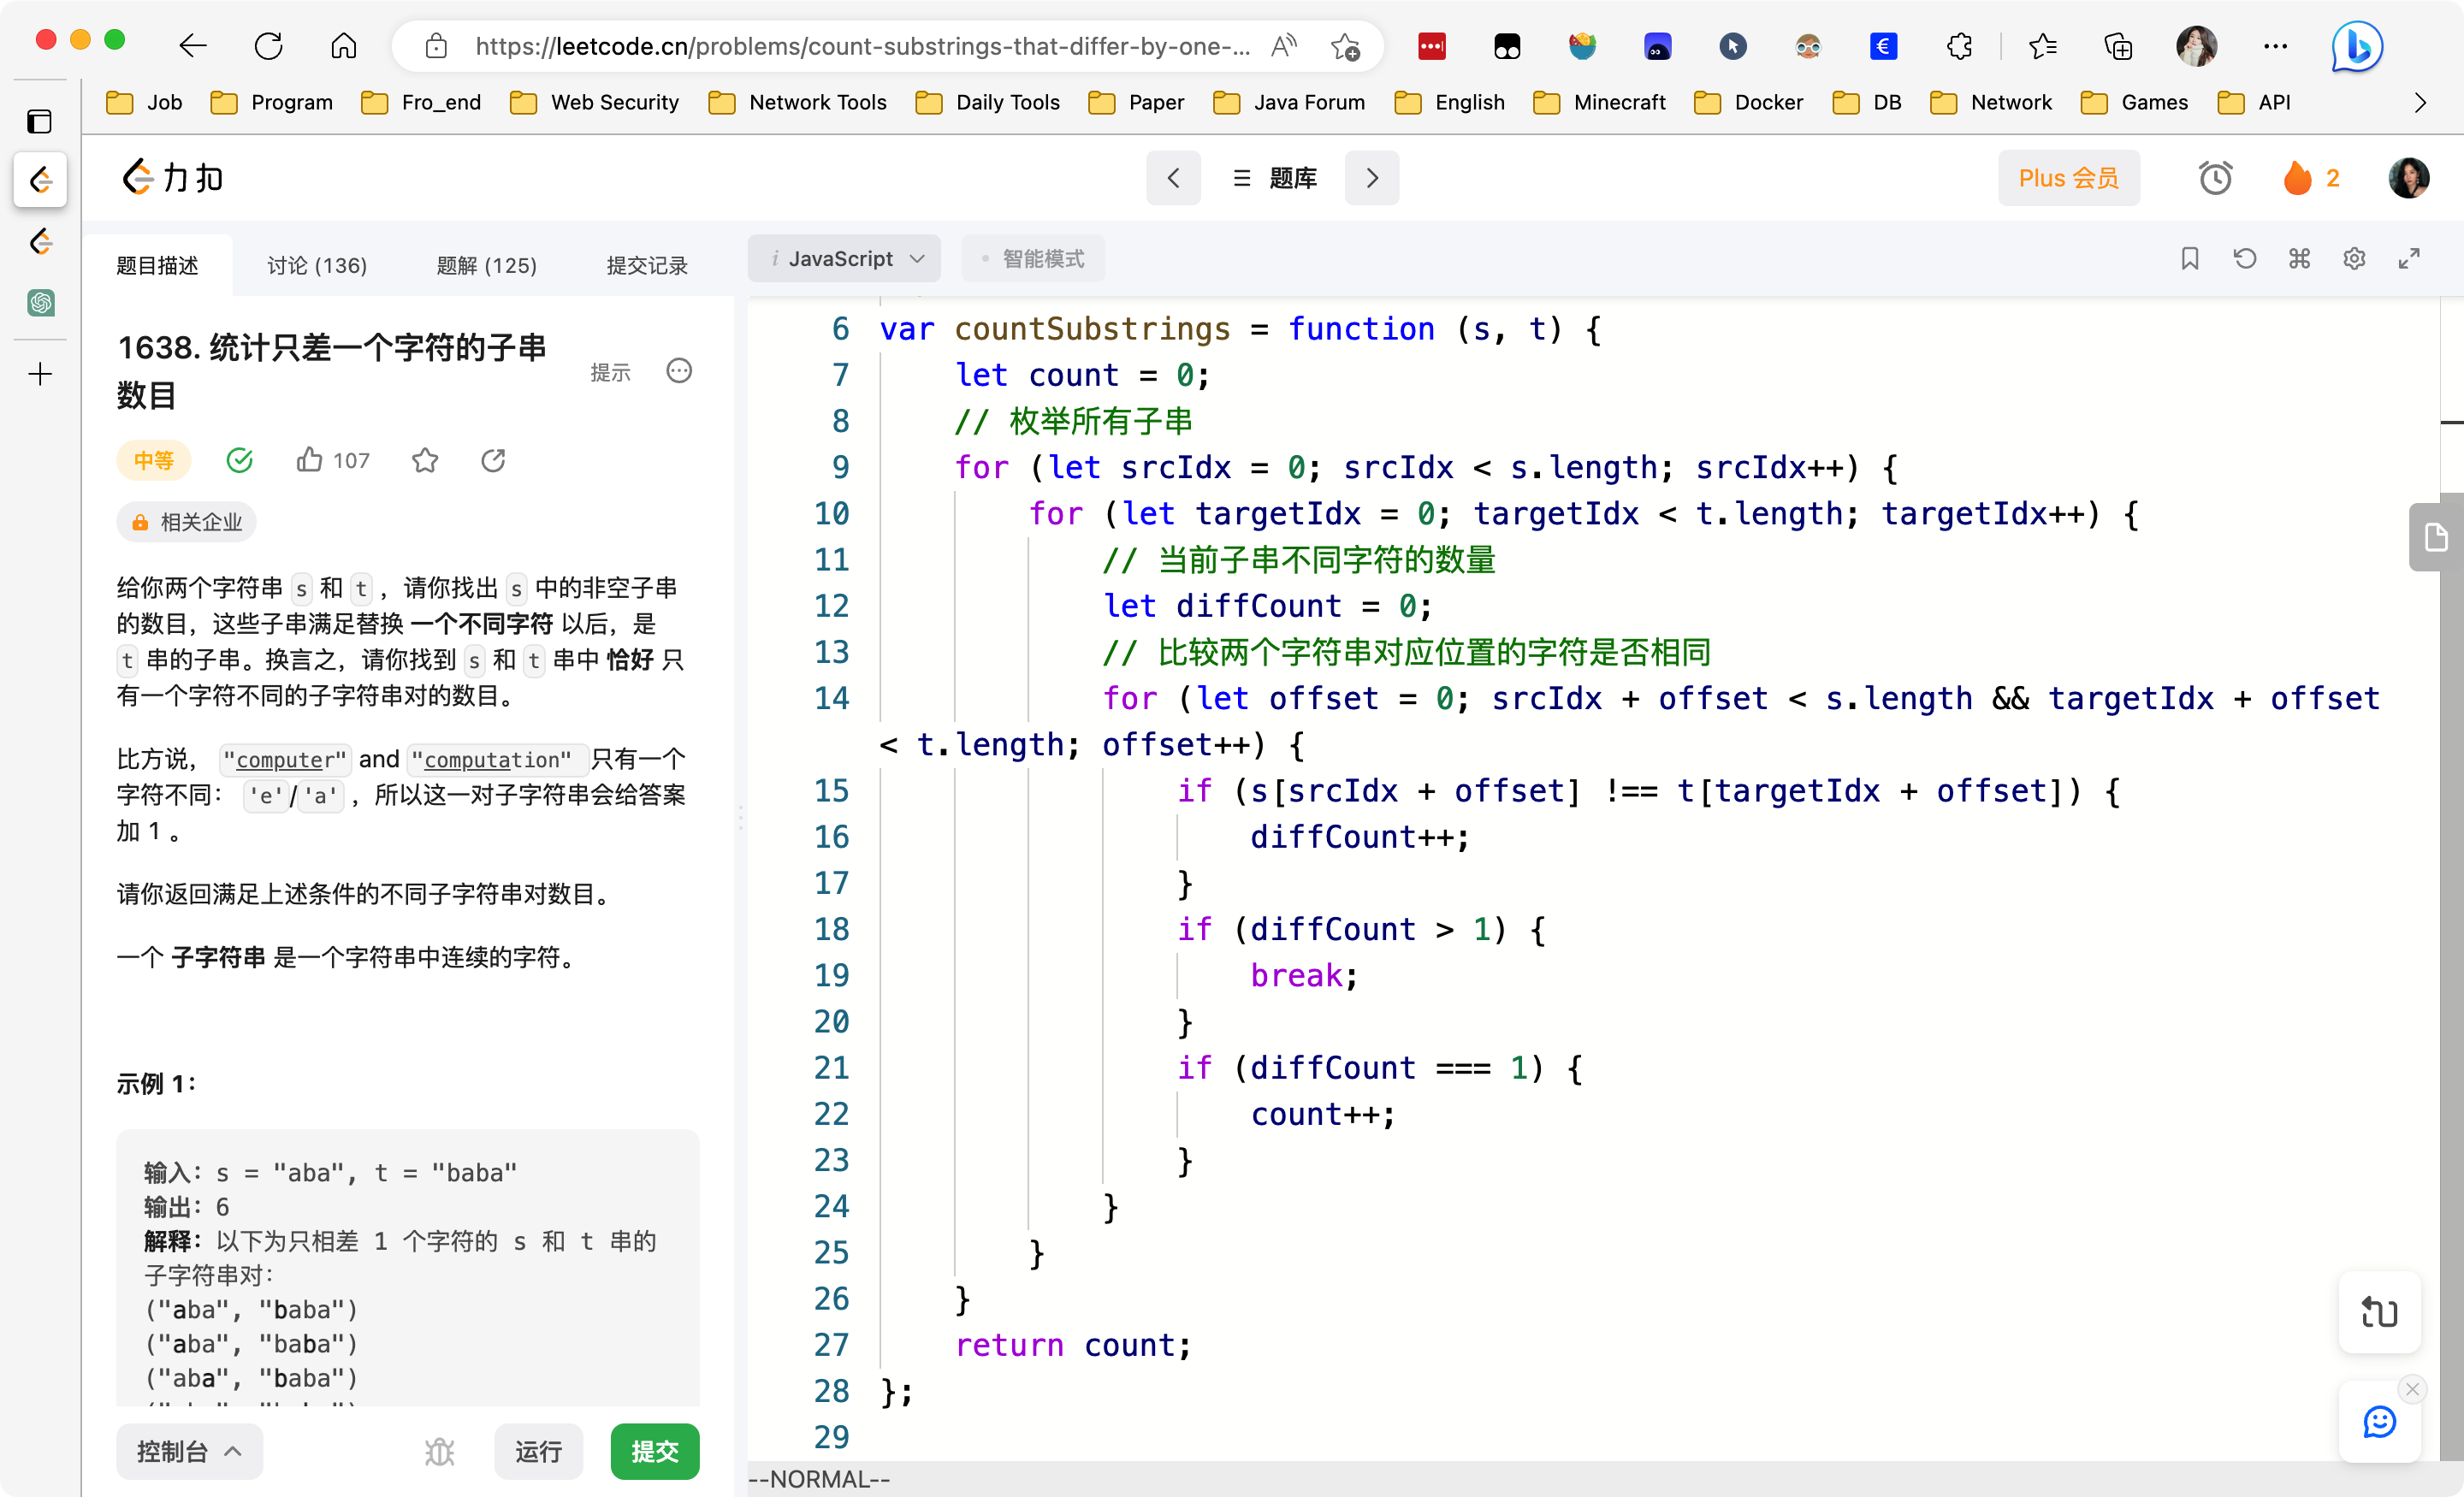 https://leetcode.cn/problems/count-substrings-that-differ-by-one-...
Job Program Fro_end Web Security Network Tools Daily Tools Paper Java Forum English Minecraft Docker DB Network Games API
力扣
题库
Plus 会员
2
题目描述 讨论 (136) 题解 (125) 提交记录
JavaScript 智能模式
1638. 统计只差一个字符的子串
数目
提示
中等 107
相关企业
给你两个字符串 s 和 t ，请你找出 s 中的非空子串
的数目，这些子串满足替换 一个不同字符 以后，是
t 串的子串。换言之，请你找到 s 和 t 串中 恰好 只
有一个字符不同的子字符串对的数目。
比方说， "computer" and "computation" 只有一个
字符不同： 'e'/'a' ，所以这一对子字符串会给答案
加 1 。
请你返回满足上述条件的不同子字符串对数目。
一个 子字符串 是一个字符串中连续的字符。
示例 1：
输入：s = "aba", t = "baba"
输出：6
解释：以下为只相差 1 个字符的 s 和 t 串的
子字符串对：
("aba", "baba")
("aba", "baba")
("aba", "baba")
控制台 运行 提交
6 var countSubstrings = function (s, t) {
7 let count = 0;
8 // 枚举所有子串
9 for (let srcIdx = 0; srcIdx < s.length; srcIdx++) {
10 for (let targetIdx = 0; targetIdx < t.length; targetIdx++) {
11 // 当前子串不同字符的数量
12 let diffCount = 0;
13 // 比较两个字符串对应位置的字符是否相同
14 for (let offset = 0; srcIdx + offset < s.length && targetIdx + offset
< t.length; offset++) {
15 if (s[srcIdx + offset] !== t[targetIdx + offset]) {
16 diffCount++;
17 }
18 if (diffCount > 1) {
19 break;
20 }
21 if (diffCount === 1) {
22 count++;
23 }
24 }
25 }
26 }
27 return count;
28 };
29
--NORMAL--